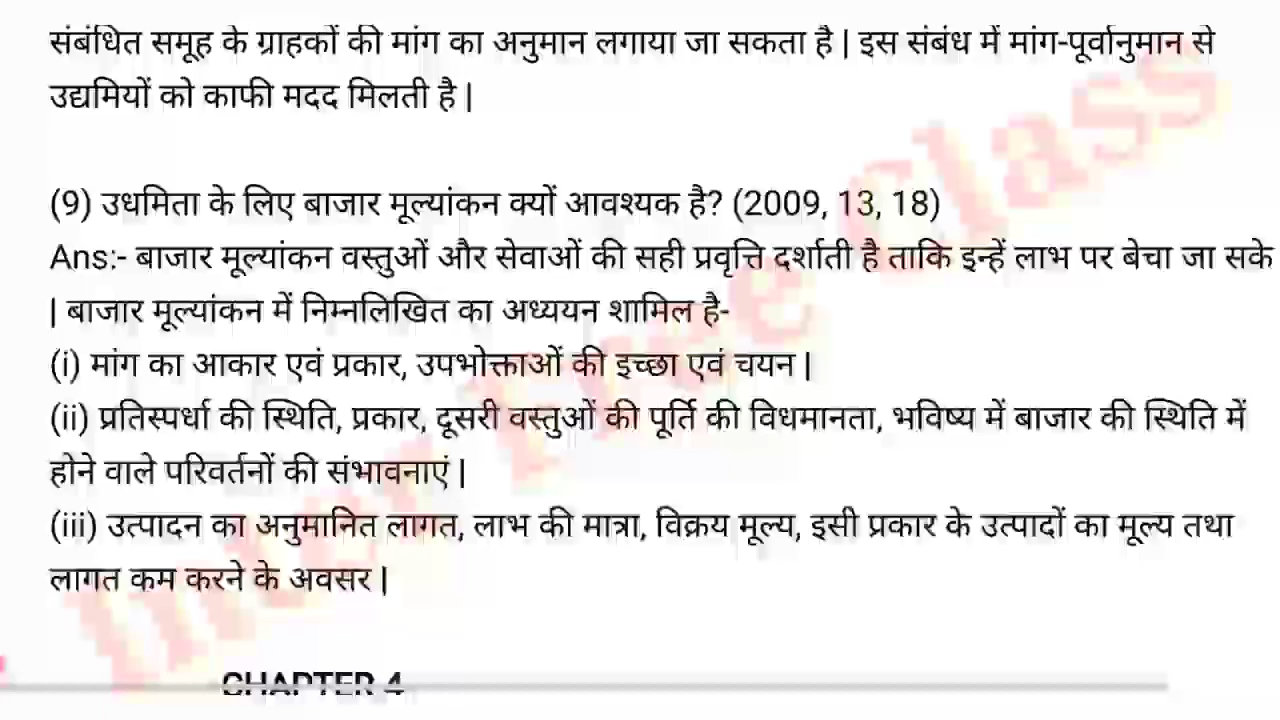 संबंधित समूह के ग्राहकों की मांग का अनुमान लगाया जा सकता है | इस संबंध में मांग-पूर्वानुमान से
उद्यमियों को काफी मदद मिलती है |
(9) उधमिता के लिए बाजार मूल्यांकन क्यों आवश्यक है? (2009, 13, 18)
Ans:- बाजार मूल्यांकन वस्तुओं और सेवाओं की सही प्रवृत्ति दर्शाती है ताकि इन्हें लाभ पर बेचा जा सके
| बाजार मूल्यांकन में निम्नलिखित का अध्ययन शामिल है-
(i) मांग का आकार एवं प्रकार, उपभोक्ताओं की इच्छा एवं चयन |
(ii) प्रतिस्पर्धा की स्थिति, प्रकार, दूसरी वस्तुओं की पूर्ति की विधमानता, भविष्य में बाजार की स्थिति में
होने वाले परिवर्तनों की संभावनाएं |
(iii) उत्पादन का अनुमानित लागत, लाभ की मात्रा, विक्रय मूल्य, इसी प्रकार के उत्पादों का मूल्य तथा
लागत कम करने के अवसर |
CHAPTER 4
Inter Free Class